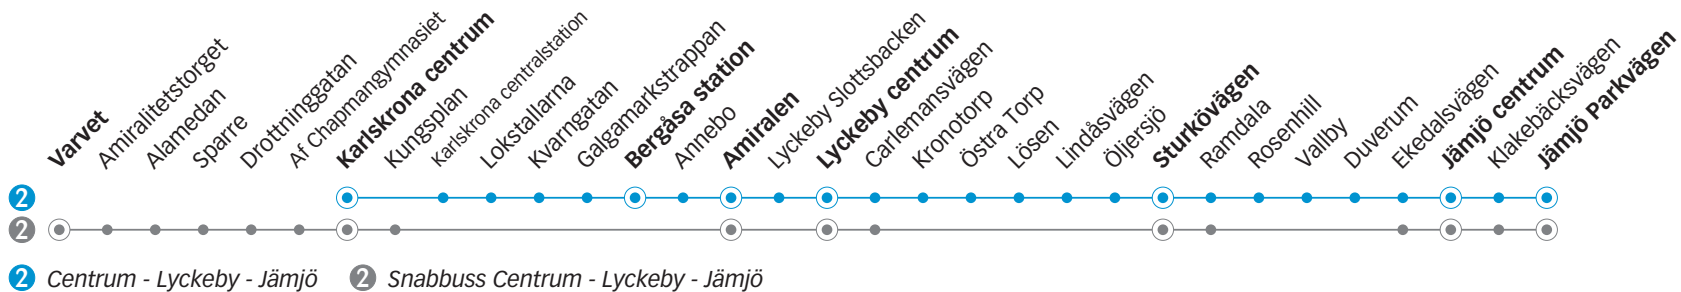 Varvet
Amiralitetstorget
Alamedan
Sparre
Drottninggatan
Af Chapmangymnasiet
Karlskrona centrum
Kungsplan
Karlskrona centralstation
Lokstallarna
Kvarngatan
Galgamarkstrappan
Bergåsa station
Annebo
Amiralen
Lyckeby Slottsbacken
Lyckeby centrum
Carlemansvägen
Kronotorp
Östra Torp
Lösen
Lindåsvägen
Öljersjö
Sturkövägen
Ramdala
Rosenhill
Vallby
Duverum
Ekedalsvägen
Jämjö centrum
Klakebäcksvägen
Jämjö Parkvägen
2
2
2 Centrum - Lyckeby - Jämjö 2 Snabbuss Centrum - Lyckeby - Jämjö